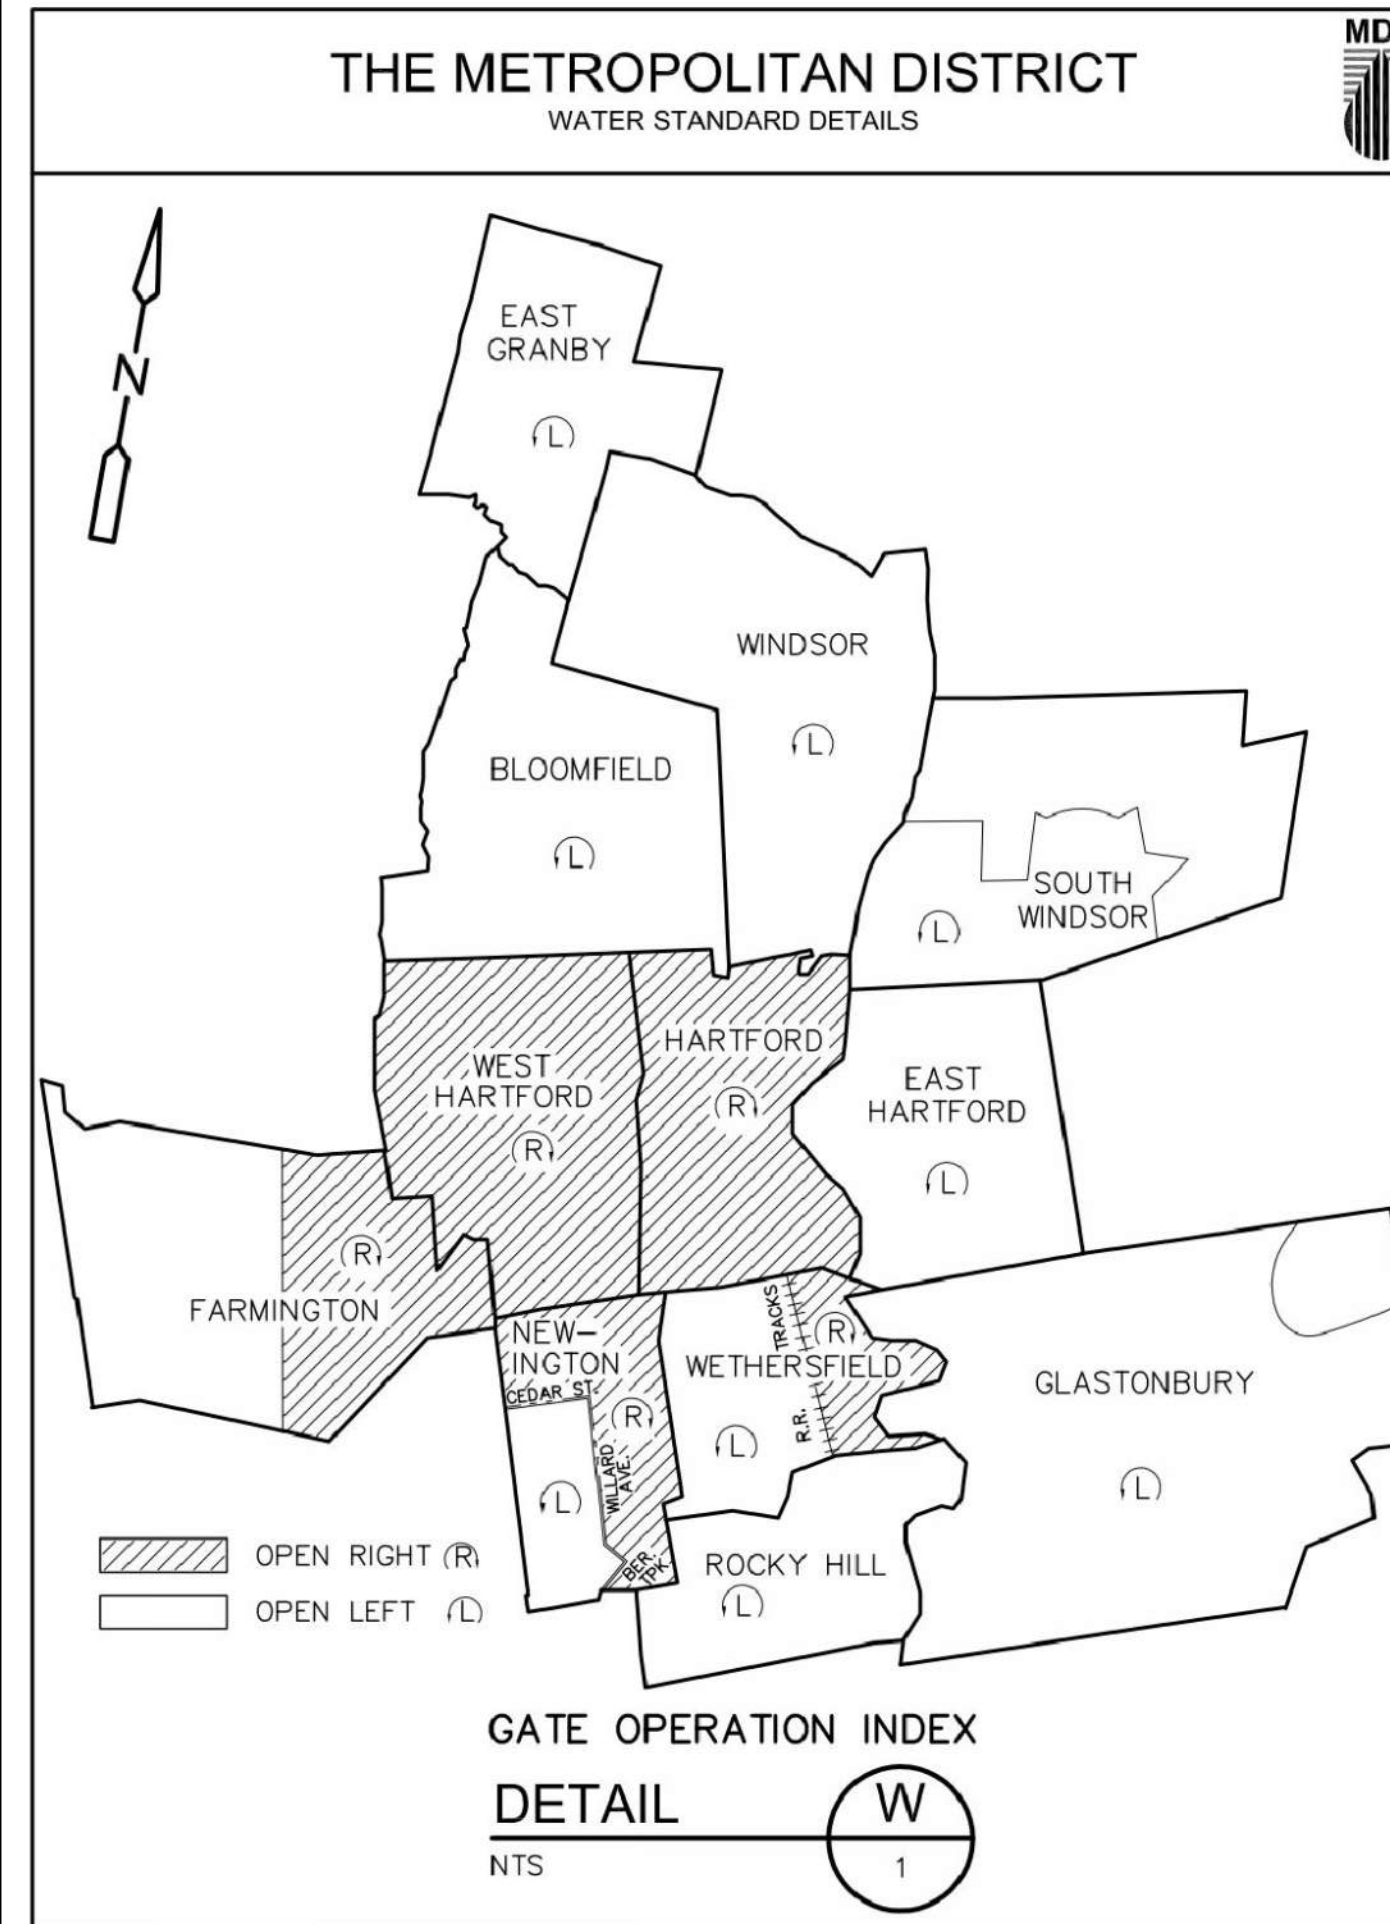 THE METROPOLITAN DISTRICT
WATER STANDARD DETAILS
MD
N
EAST
GRANBY
L
WINDSOR
L
BLOOMFIELD
L
SOUTH
WINDSOR
L
HARTFORD
R
WEST
HARTFORD
R
EAST
HARTFORD
L
R
FARMINGTON
NEW-
INGTON
CEDAR ST.
R
WILLARD
AVE.
L
BER.
TPK.
TRACKS
R
WETHERSFIELD
R.R.
L
GLASTONBURY
L
ROCKY HILL
L
OPEN RIGHT R
OPEN LEFT L
GATE OPERATION INDEX
DETAIL
W
NTS
1